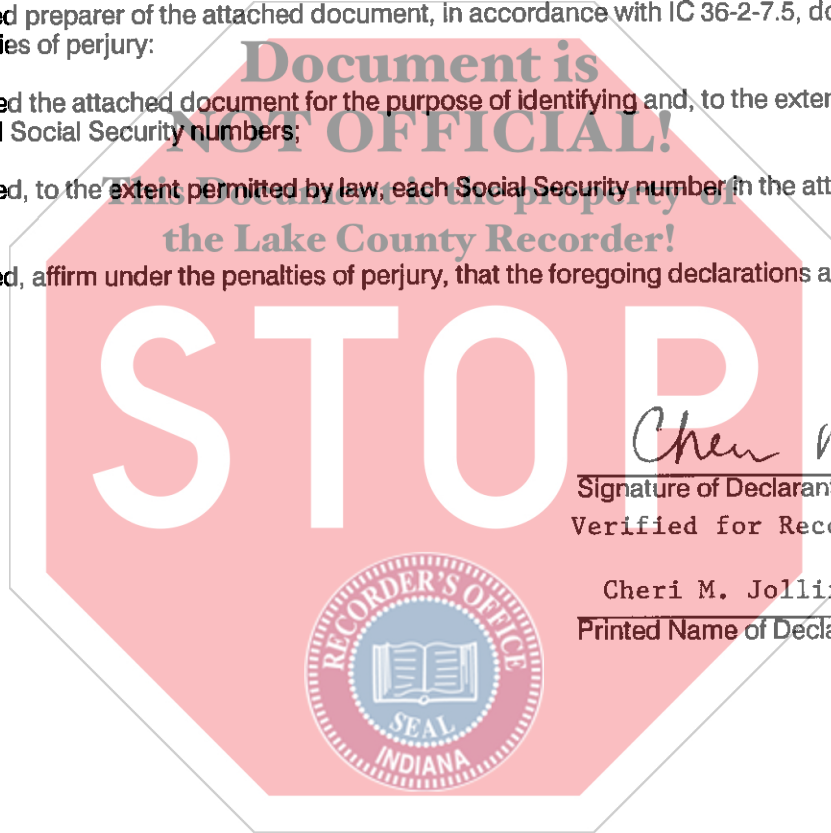 ed preparer of the attached document, in accordance with IC 36-2-7.5, do
ies of perjury:
Document is
ed the attached document for the purpose of identifying and, to the exten
l Social Security numbers;
NOT OFFICIAL!
ed, to the extent permitted by law, each Social Security number in the att
This Document is the property of
the Lake County Recorder!
ed, affirm under the penalties of perjury, that the foregoing declarations a
STOP
Signature of Declarant
Verified for Reco
Cheri M. Jolli
Printed Name of Decla
RECORDER'S OFFICE
SEAL
INDIANA